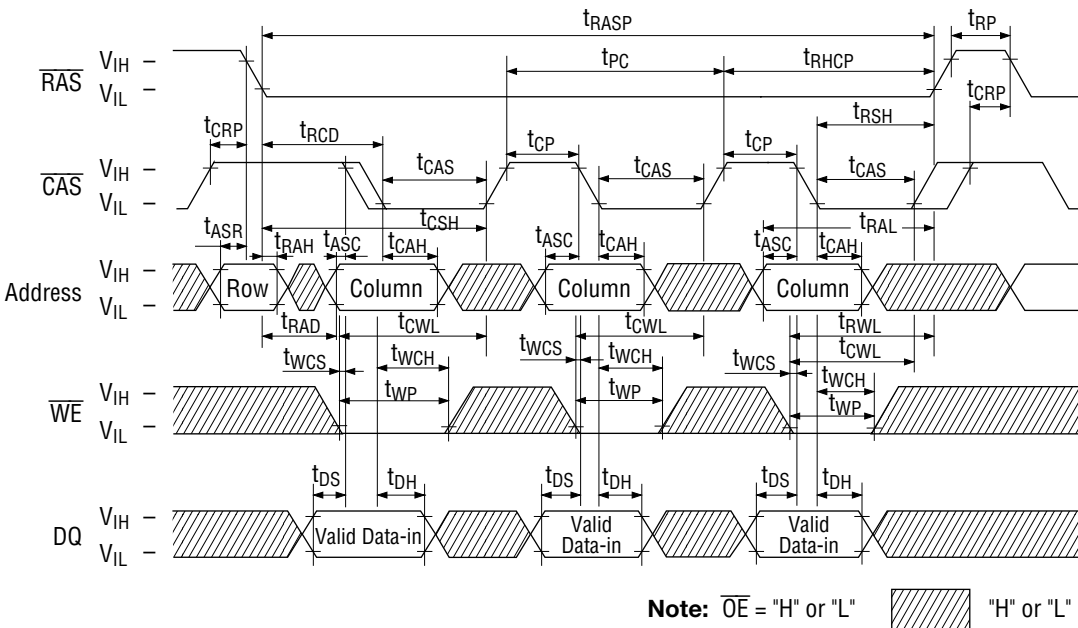 tRASP tRP
RAS VIH – tPC tRHCP
VIL – tCRP
tCRP tRCD tRSH
tCP tCP
CAS VIH – tCAS tCAS tCAS
VIL –
tASR tRAH tASC tCSH tCAH tASC tCAH tASC tRAL tCAH
Address VIH – Row Column Column Column
VIL –
tRAD tCWL tCWL tRWL
tWCS tWCH tWCS tWCH tWCS tCWL
tWCH
WE VIH – tWP tWP tWP
VIL –
tDS tDH tDS tDH tDS tDH
DQ VIH – Valid Data-in Valid Data-in Valid Data-in
VIL –
Note: OE = "H" or "L" "H" or "L"